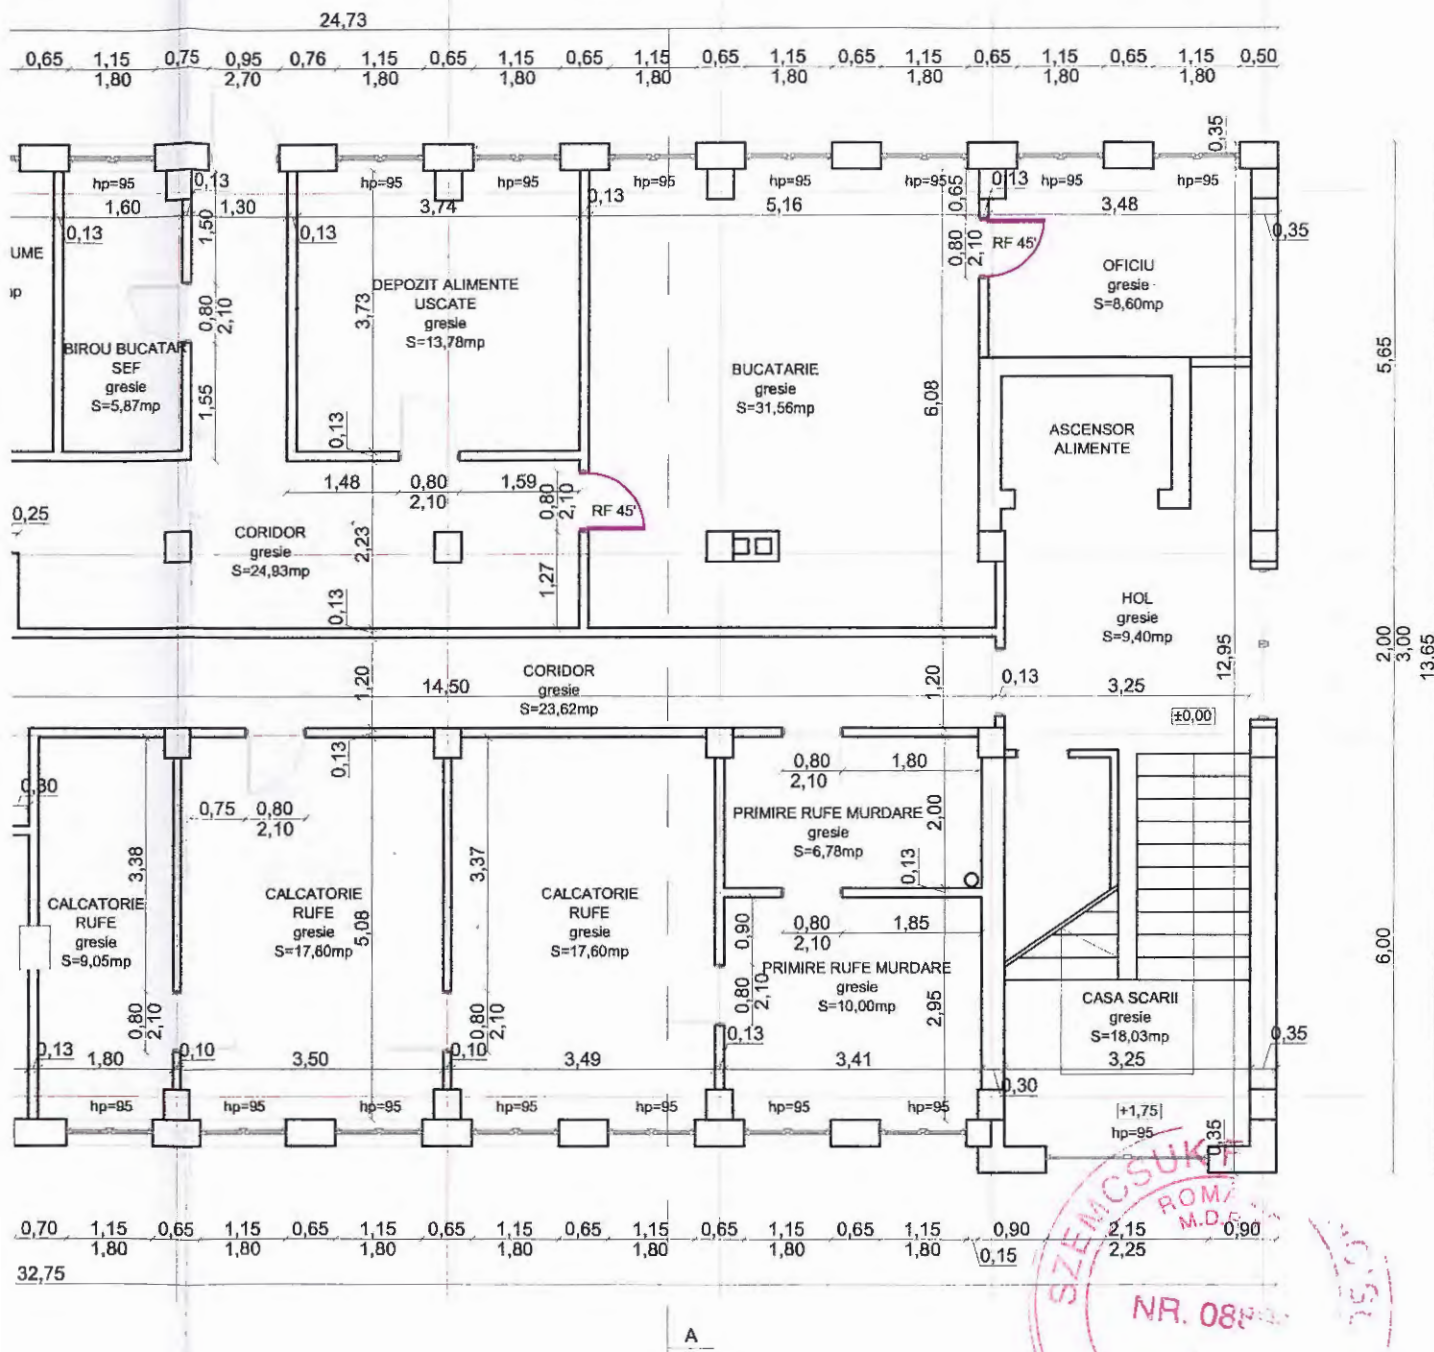 24,73
0,65 1,15 0,75 0,95 0,76 1,15 0,65 1,15 0,65 1,15 0,65 1,15 0,65 1,15 0,65 1,15 0,65 1,15 0,50
1,80 2,70 1,80 1,80 1,80 1,80 1,80 1,80 1,80
0,35
hp=95 0,13 hp=95 hp=95 hp=95 hp=95 hp=95 0,65 0,13 hp=95 hp=95
1,60 1,50 1,30 3,74 0,13 5,16 3,48
0,13 0,13 0,35
UME
0,80
2,10
RF 45'
OFICIU
gresie
S=8,60mp
DEPOZIT ALIMENTE
USCATE
gresie
S=13,78mp
3,73
0,80
2,10
BIROU BUCATAR
SEF
gresie
S=5,87mp
1,55
BUCATARIE
gresie
S=31,56mp
6,08
5,65
ASCENSOR
ALIMENTE
0,13
1,48 0,80 1,59
2,10
0,80
2,10
RF 45'
0,25
CORIDOR
gresie
S=24,93mp
2,23
1,27
0,13
HOL
gresie
S=9,40mp
12,95
2,00
3,00
13,65
CORIDOR
gresie
S=23,62mp
1,20 14,50 1,20 0,13 3,25
±0,00
0,13
0,80 1,80
2,10
0,30
0,75 0,80
2,10
PRIMIRE RUFE MURDARE
gresie
S=6,78mp
2,00
0,13
3,38 3,37
CALCATORIE
RUFE
gresie
S=9,05mp
CALCATORIE
RUFE
gresie
S=17,60mp
5,08
CALCATORIE
RUFE
gresie
S=17,60mp
0,90
0,80 1,85
2,10
6,00
PRIMIRE RUFE MURDARE
gresie
S=10,00mp
2,95
0,80
2,10
0,80
2,10
0,80
2,10
CASA SCARII
gresie
S=18,03mp
0,13 1,80 0,10 3,50 0,10 3,49 0,13 3,41 3,25 0,35
0,30
hp=95 hp=95 hp=95 hp=95 hp=95 hp=95 hp=95
+1,75
hp=95
0,35
0,70 1,15 0,65 1,15 0,65 1,15 0,65 1,15 0,65 1,15 0,65 1,15 0,65 1,15 0,90 2,15 0,90
1,80 1,80 1,80 1,80 1,80 1,80 1,80 0,15 2,25
32,75
SZEMCSUK
M.D.
NR. 088
A